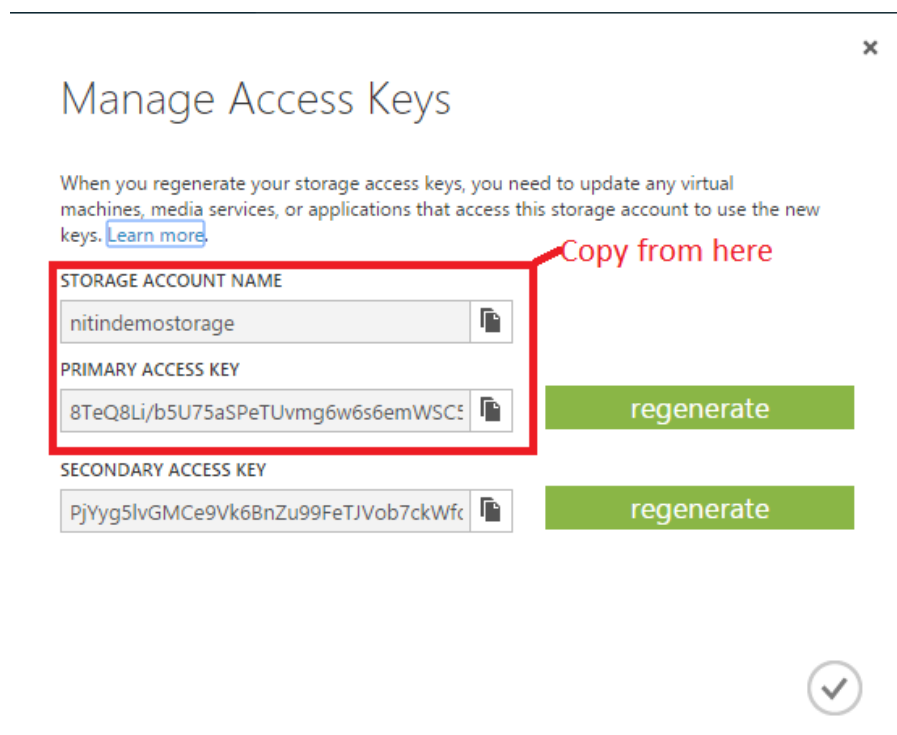 Manage Access Keys
When you regenerate your storage access keys, you need to update any virtual
machines, media services, or applications that access this storage account to use the new
keys. Learn more.
Copy from here
STORAGE ACCOUNT NAME
nitindemostorage
PRIMARY ACCESS KEY
8TeQ8Li/b5U75aSPeTUvmg6w6s6emWSC5
regenerate
SECONDARY ACCESS KEY
PjYyg5lvGMCe9Vk6BnZu99FeTJVob7ckWfc
regenerate